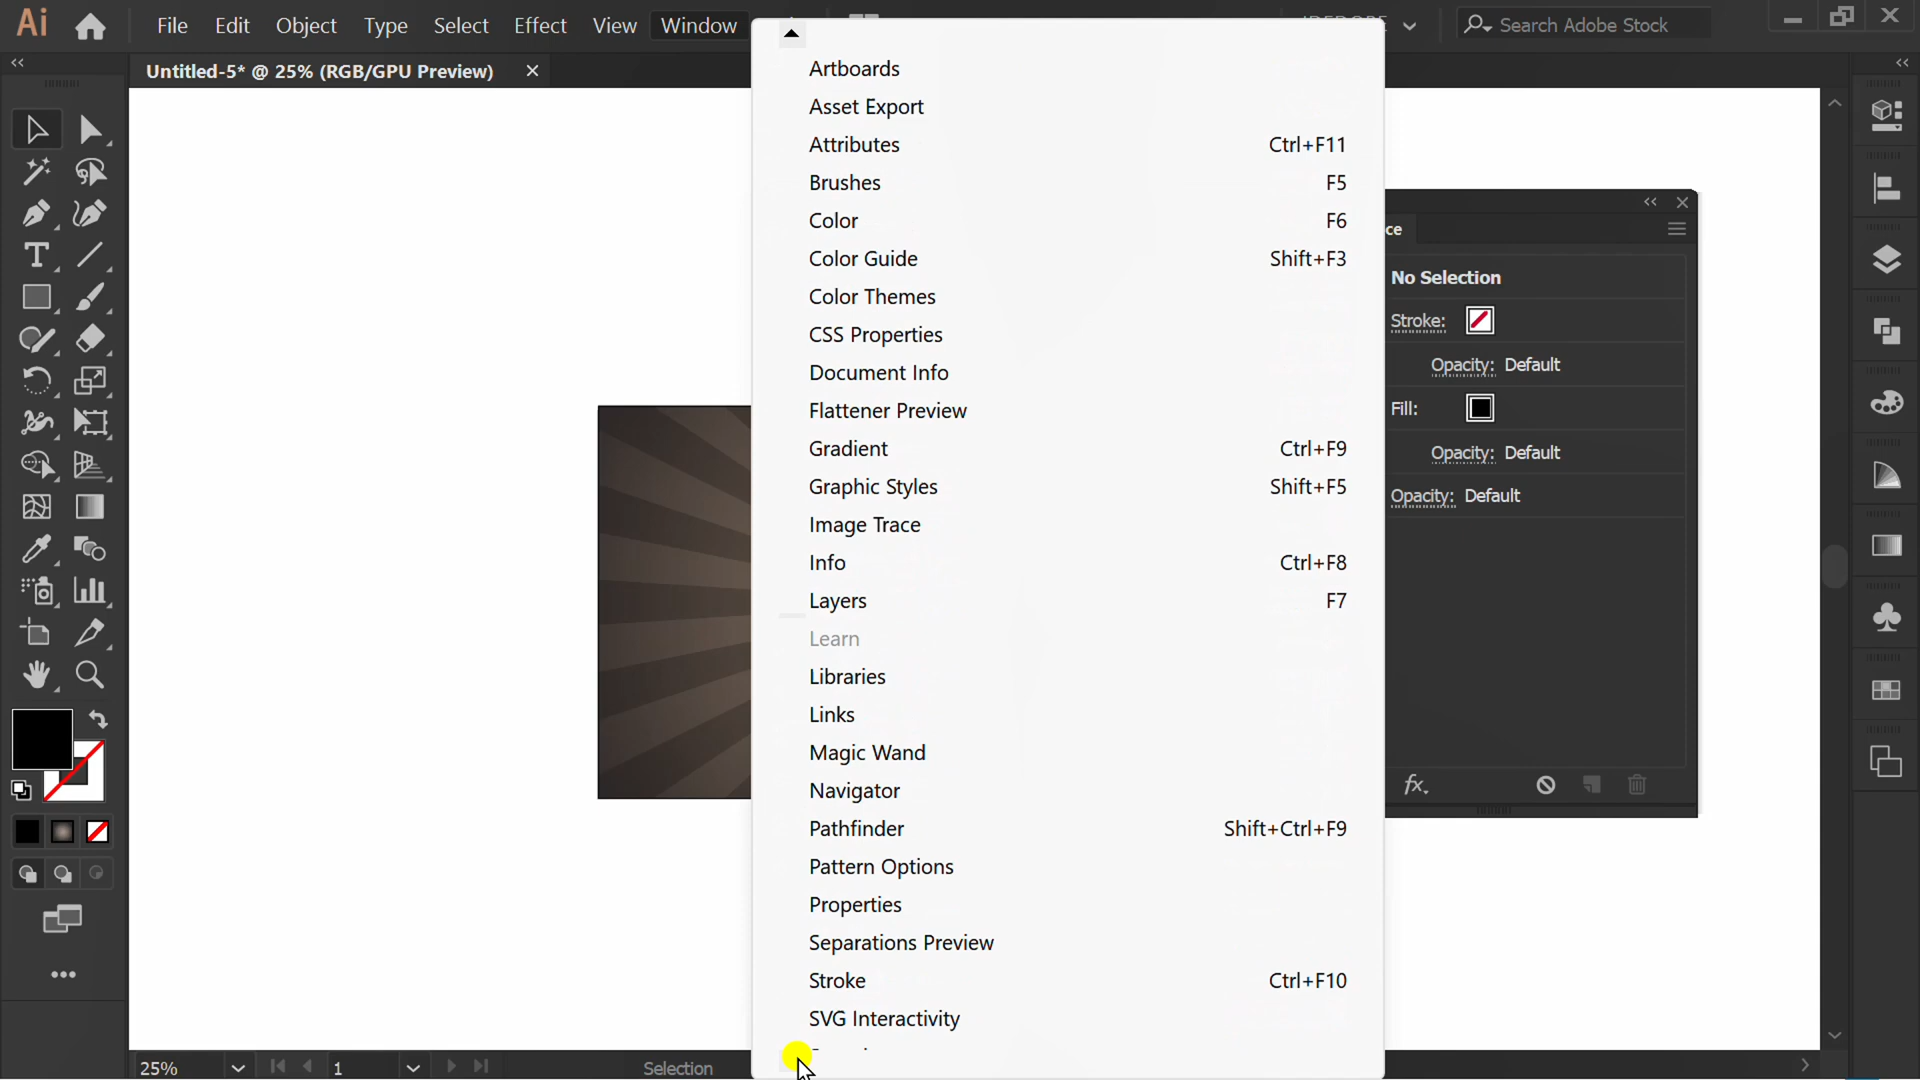 Ai
File Edit Object Type Select Effect View Window
Search Adobe Stock
Untitled-5* @ 25% (RGB/GPU Preview)
Artboards
Asset Export
Attributes Ctrl+F11
Brushes F5
Color F6
Color Guide Shift+F3
Color Themes
CSS Properties
Document Info
Flattener Preview
Gradient Ctrl+F9
Graphic Styles Shift+F5
Image Trace
Info Ctrl+F8
Layers F7
Learn
Libraries
Links
Magic Wand
Navigator
Pathfinder Shift+Ctrl+F9
Pattern Options
Properties
Separations Preview
Stroke Ctrl+F10
SVG Interactivity
ce
No Selection
Stroke:
Opacity: Default
Fill:
Opacity: Default
Opacity: Default
fx.
25% 1 Selection